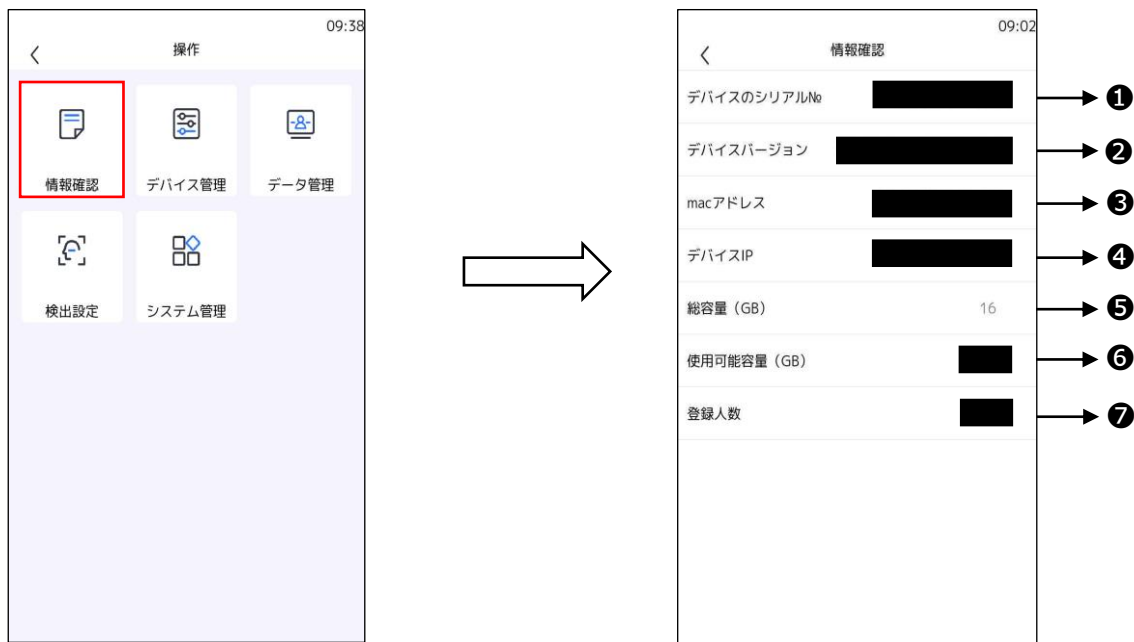 09:38
操作
情報確認
デバイス管理
データ管理
検出設定
システム管理
09:02
情報確認
デバイスのシリアル№
❶
デバイスバージョン
❷
macアドレス
❸
デバイスIP
❹
総容量（GB）
16
❺
使用可能容量（GB）
❻
登録人数
❼